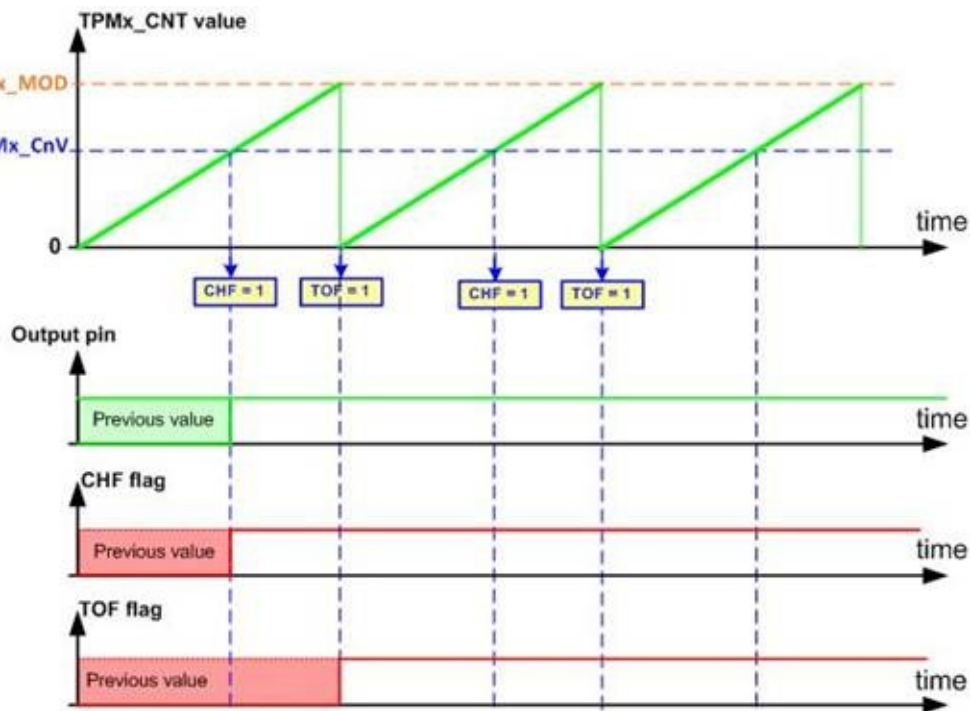 TPMx_CNT value
x_MOD
Mx_CnV
0
time
CHF = 1
TOF = 1
CHF = 1
TOF = 1
Output pin
Previous value
time
CHF flag
Previous value
time
TOF flag
Previous value
time